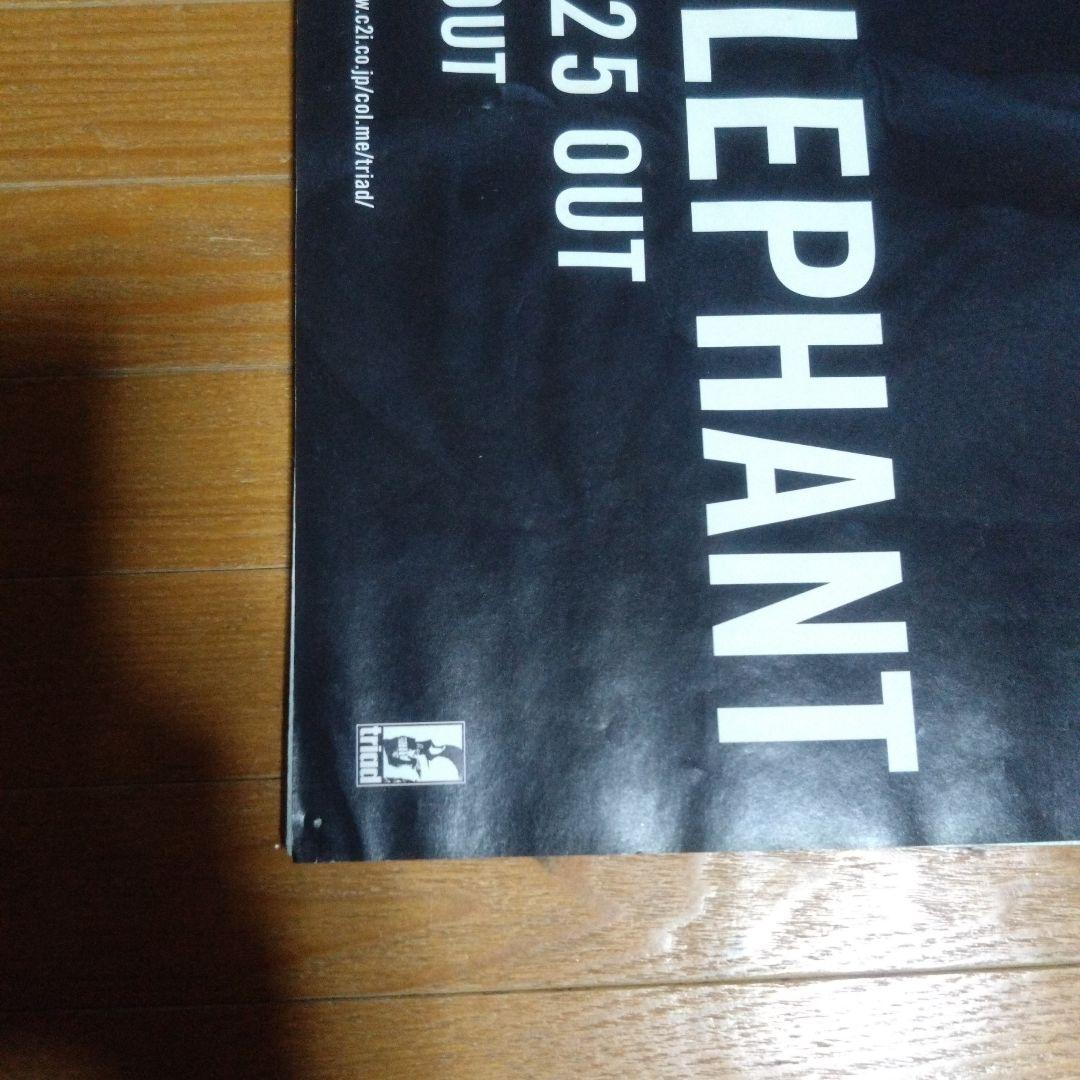 LEPHANT
25 OUT
OUT
w.c2i.co.jp/col.me/triad/
triad